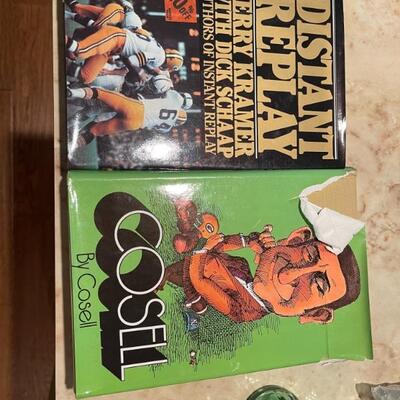 DISTANT
REPLAY
JERRY KRAMER
WITH DICK SCHAAP
AUTHORS OF INSTANT REPLAY
COSELL
By Cosell